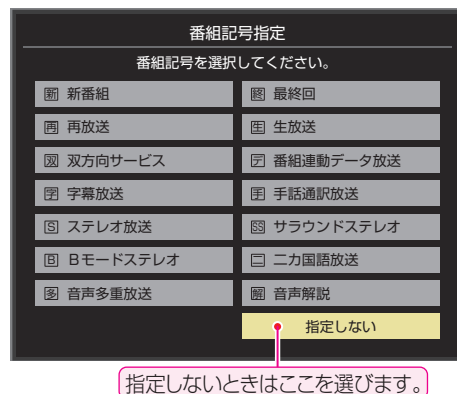 番組記号指定
番組記号を選択してください。
新 新番組
終 最終回
再 再放送
生 生放送
双 双方向サービス
デ 番組連動データ放送
字 字幕放送
手 手話通訳放送
S ステレオ放送
SS サラウンドステレオ
B Bモードステレオ
二 二カ国語放送
多 音声多重放送
解 音声解説
指定しない
指定しないときはここを選びます。